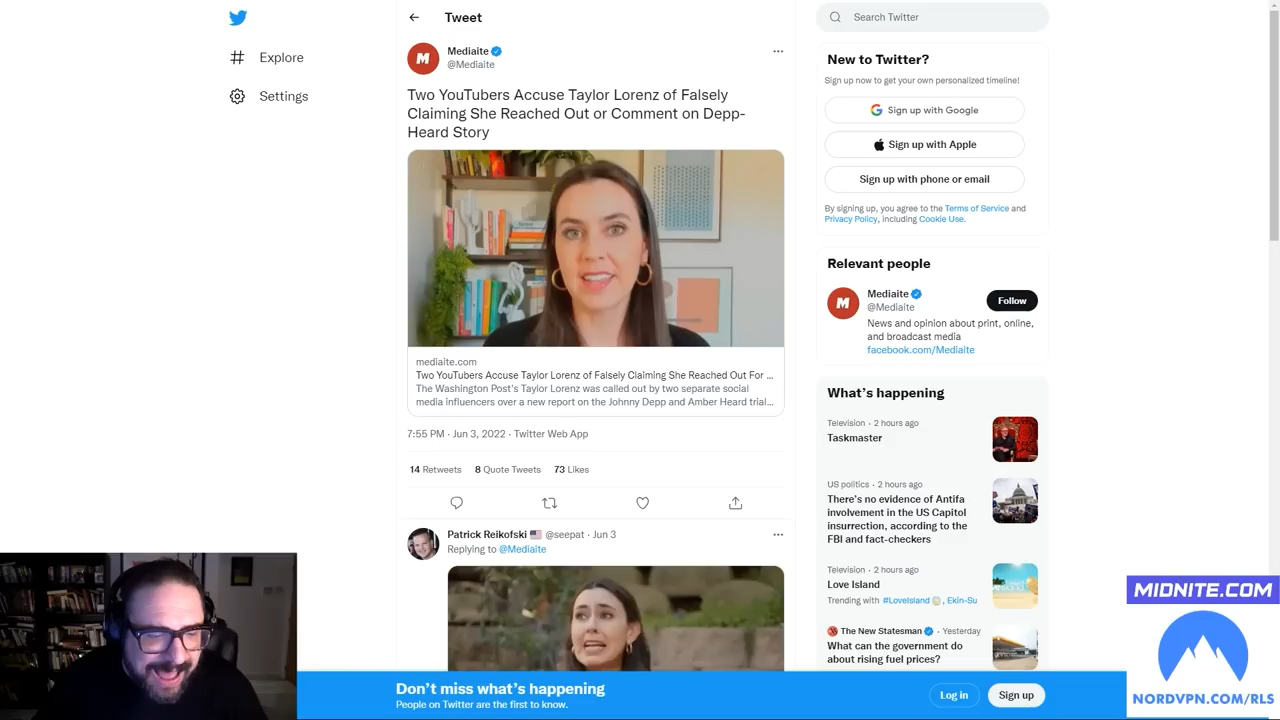 Explore
Settings
Tweet
M
Mediaite
@Mediaite
Two YouTubers Accuse Taylor Lorenz of Falsely
Claiming She Reached Out or Comment on Depp-
Heard Story
mediaite.com
Two YouTubers Accuse Taylor Lorenz of Falsely Claiming She Reached Out For ...
The Washington Post's Taylor Lorenz was called out by two separate social
media influencers over a new report on the Johnny Depp and Amber Heard trial...
7:55 PM · Jun 3, 2022 · Twitter Web App
14 Retweets 8 Quote Tweets 73 Likes
Patrick Reikofski @seepat · Jun 3
Replying to @Mediaite
Search Twitter
New to Twitter?
Sign up now to get your own personalized timeline!
Sign up with Google
Sign up with Apple
Sign up with phone or email
By signing up, you agree to the Terms of Service and
Privacy Policy, including Cookie Use.
Relevant people
M
Mediaite
@Mediaite
Follow
News and opinion about print, online,
and broadcast media
facebook.com/Mediaite
What's happening
Television · 2 hours ago
Taskmaster
US politics · 2 hours ago
There's no evidence of Antifa
involvement in the US Capitol
insurrection, according to the
FBI and fact-checkers
Television · 2 hours ago
Love Island
Trending with #LoveIsland, Ekin-Su
The New Statesman · Yesterday
What can the government do
about rising fuel prices?
MIDNITE.COM
NORDVPN.COM/RLS
Don't miss what's happening
People on Twitter are the first to know.
Log in
Sign up